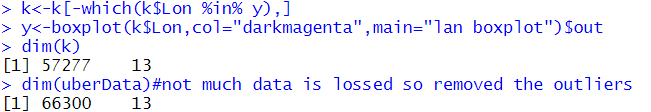 > k<-k[-which(k$Lon %in% y),]
> y<-boxplot(k$Lon,col="darkmagenta",main="lan boxplot")$out
> dim(k)
[1] 57277    13
> dim(uberData)#not much data is lossed so removed the outliers
[1] 66300    13